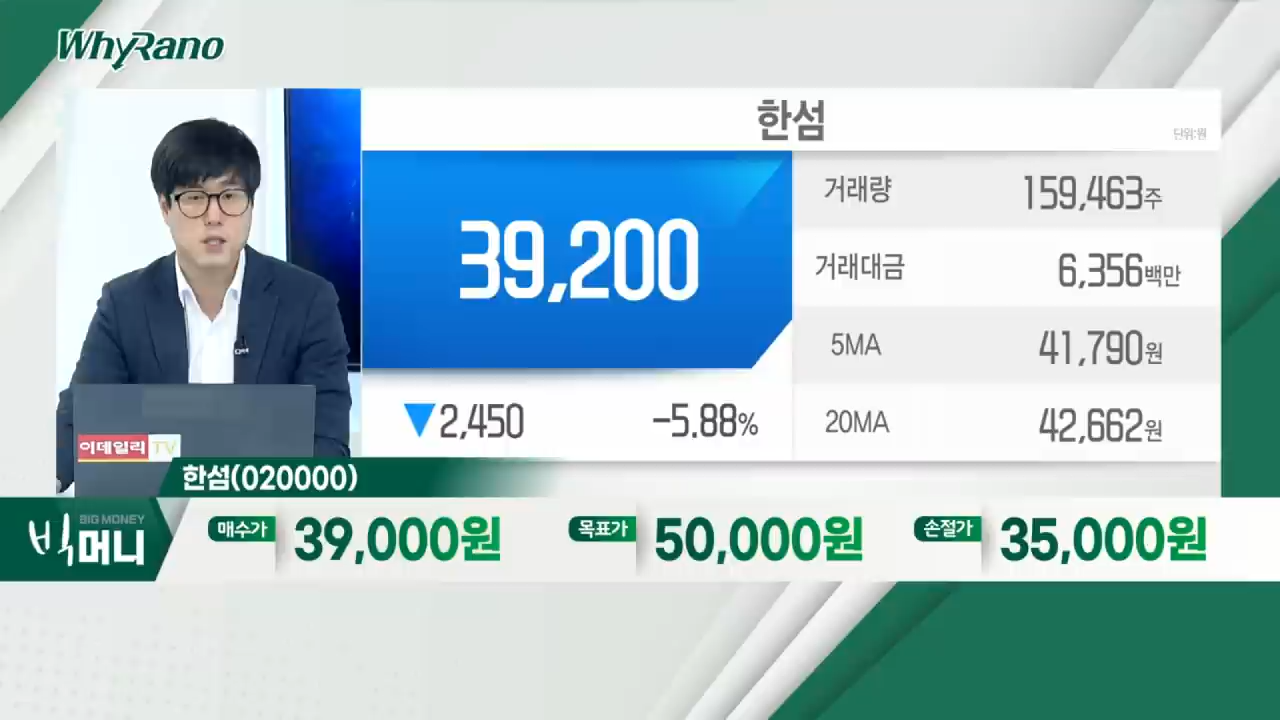 WhyRano
한섬
단위:원
39,200
▼2,450 -5.88%
거래량 159,463주
거래대금 6,356백만
5MA 41,790원
20MA 42,662원
이데일리TV
한섬(020000)
BIG MONEY
빅머니
매수가 39,000원 목표가 50,000원 손절가 35,000원